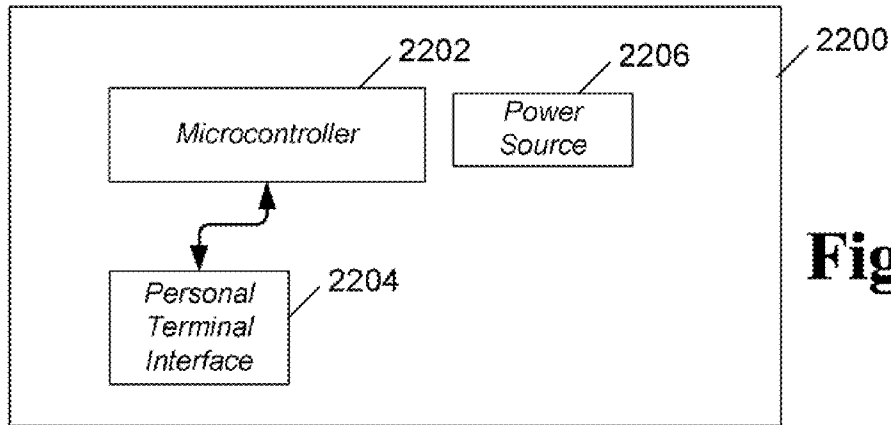 2200
2202
2206
Microcontroller
Power
Source
Personal
Terminal
Interface
2204
Fig